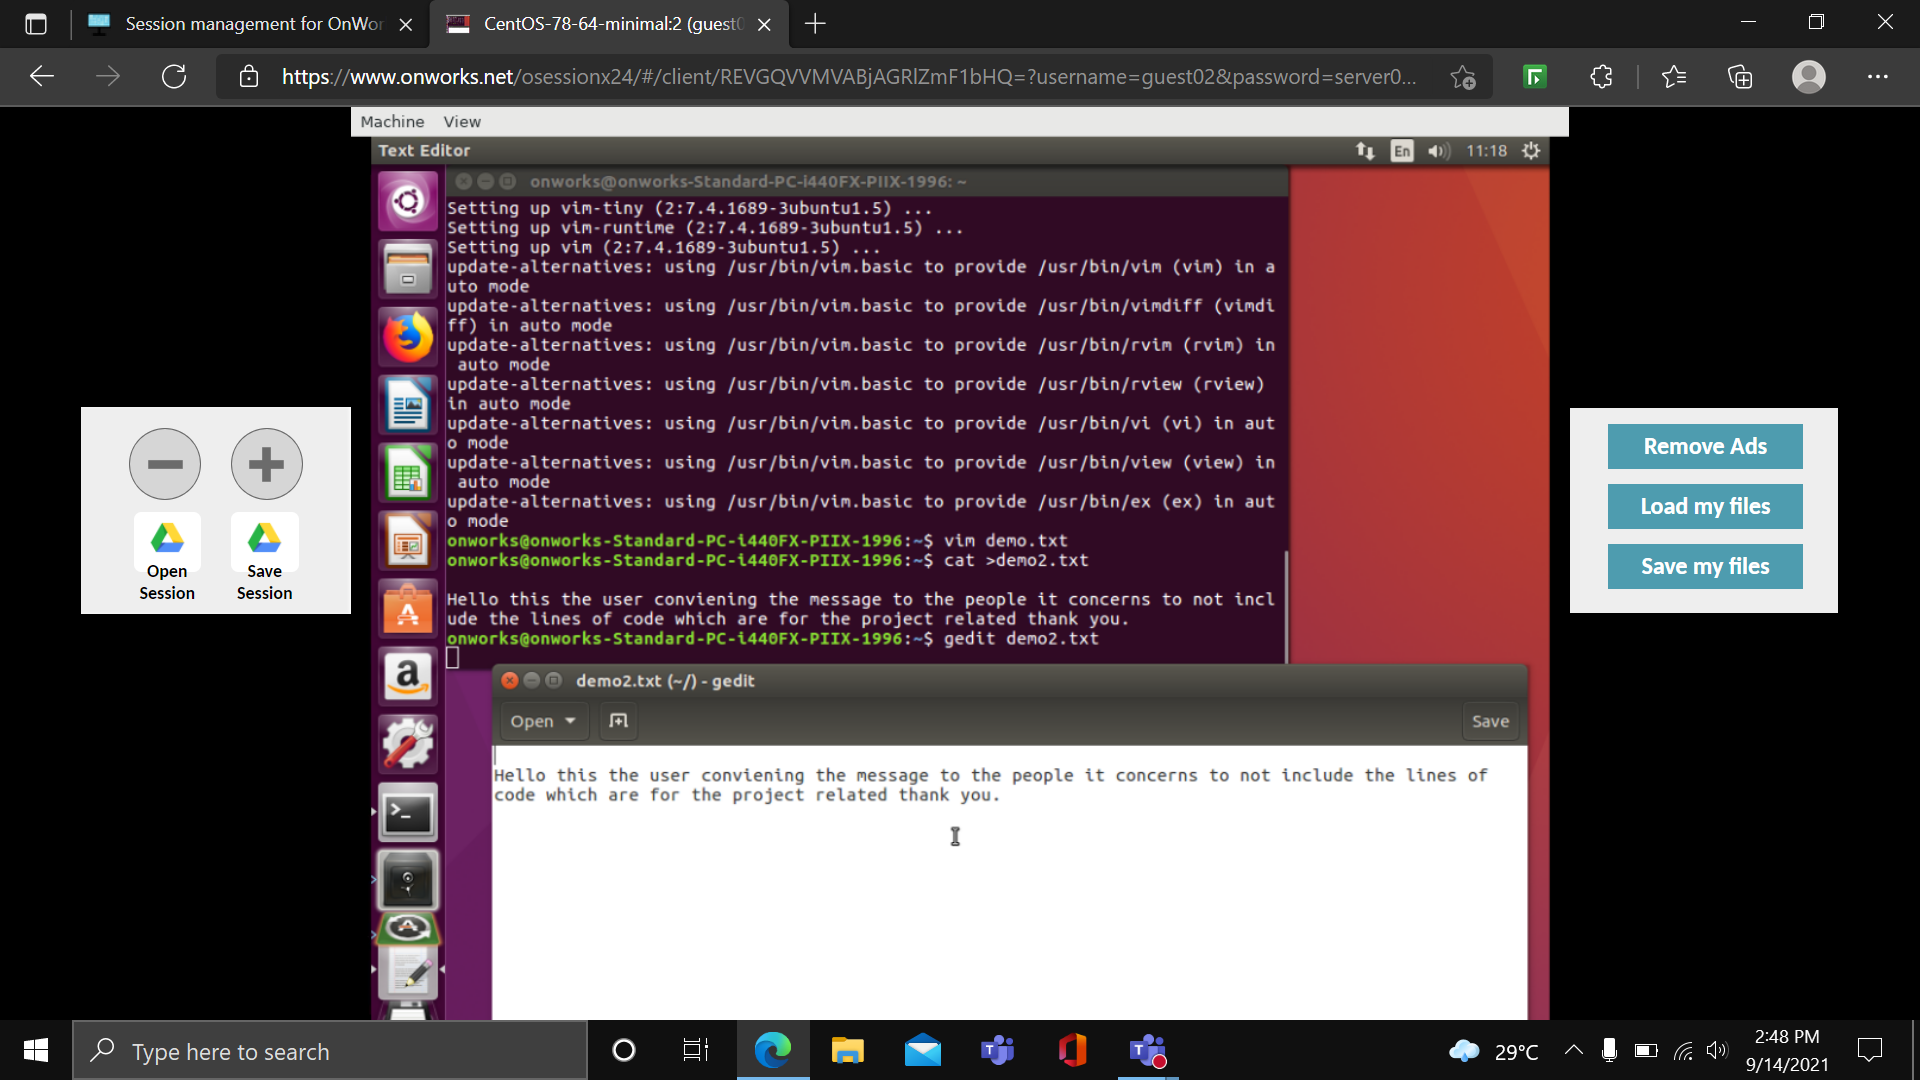 Session management for OnWor
CentOS-78-64-minimal:2 (guest0
https://www.onworks.net/osessionx24/#/client/REVGQVVMVABjAGRlZmF1bHQ=?username=guest02&password=server0...
Machine View
Text Editor
En
11:18
onworks@onworks-Standard-PC-i440FX-PIIX-1996: ~
Setting up vim-tiny (2:7.4.1689-3ubuntu1.5) ...
Setting up vim-runtime (2:7.4.1689-3ubuntu1.5) ...
Setting up vim (2:7.4.1689-3ubuntu1.5) ...
update-alternatives: using /usr/bin/vim.basic to provide /usr/bin/vim (vim) in a
uto mode
update-alternatives: using /usr/bin/vim.basic to provide /usr/bin/vimdiff (vimdi
ff) in auto mode
update-alternatives: using /usr/bin/vim.basic to provide /usr/bin/rvim (rvim) in
 auto mode
update-alternatives: using /usr/bin/vim.basic to provide /usr/bin/rview (rview)
in auto mode
update-alternatives: using /usr/bin/vim.basic to provide /usr/bin/vi (vi) in aut
o mode
update-alternatives: using /usr/bin/vim.basic to provide /usr/bin/view (view) in
 auto mode
update-alternatives: using /usr/bin/vim.basic to provide /usr/bin/ex (ex) in aut
o mode
onworks@onworks-Standard-PC-i440FX-PIIX-1996:~$ vim demo.txt
onworks@onworks-Standard-PC-i440FX-PIIX-1996:~$ cat >demo2.txt
Hello this the user conviening the message to the people it concerns to not incl
ude the lines of code which are for the project related thank you.
onworks@onworks-Standard-PC-i440FX-PIIX-1996:~$ gedit demo2.txt
demo2.txt (~/) - gedit
Open
Save
Hello this the user conviening the message to the people it concerns to not include the lines of
code which are for the project related thank you.
Open
Session
Save
Session
Remove Ads
Load my files
Save my files
Type here to search
29°C
2:48 PM
9/14/2021